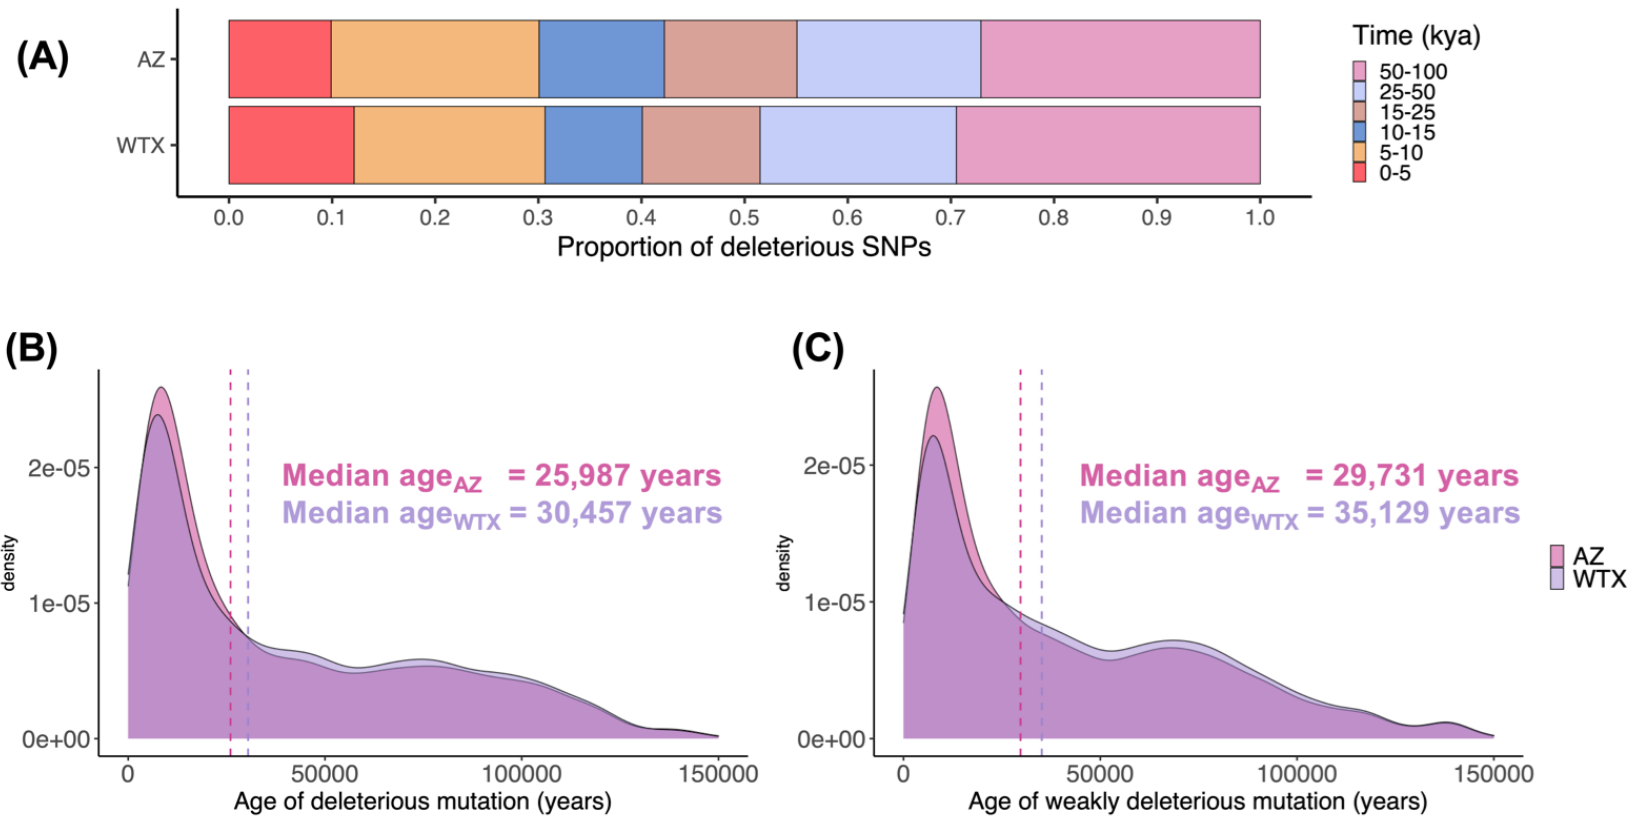 (A)
AZ
WTX
0.0 0.1 0.2 0.3 0.4 0.5 0.6 0.7 0.8 0.9 1.0
Proportion of deleterious SNPs
Time (kya)
50-100
25-50
15-25
10-15
5-10
0-5
(B)
density
2e-05
1e-05
0e+00
Median ageAZ = 25,987 years
Median ageWTX = 30,457 years
0 50000 100000 150000
Age of deleterious mutation (years)
(C)
density
2e-05
1e-05
0e+00
Median ageAZ = 29,731 years
Median ageWTX = 35,129 years
0 50000 100000 150000
Age of weakly deleterious mutation (years)
AZ
WTX